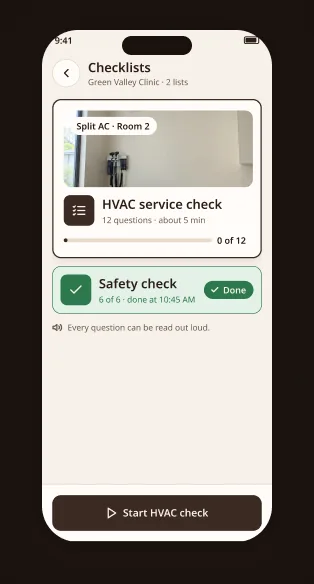 9:41
Checklists
Green Valley Clinic · 2 lists
Split AC · Room 2
HVAC service check
12 questions · about 5 min
0 of 12
Safety check
6 of 6 · done at 10:45 AM
Done
Every question can be read out loud.
Start HVAC check